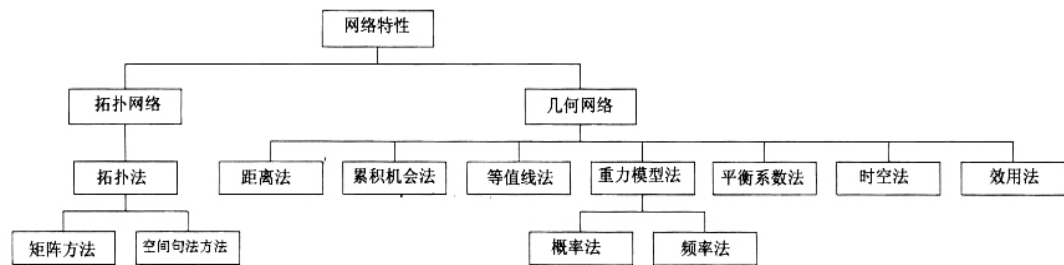 网络特性
拓扑网络
几何网络
拓扑法
距离法
累积机会法
等值线法
重力模型法
平衡系数法
时空法
效用法
矩阵方法
空间句法方法
概率法
频率法